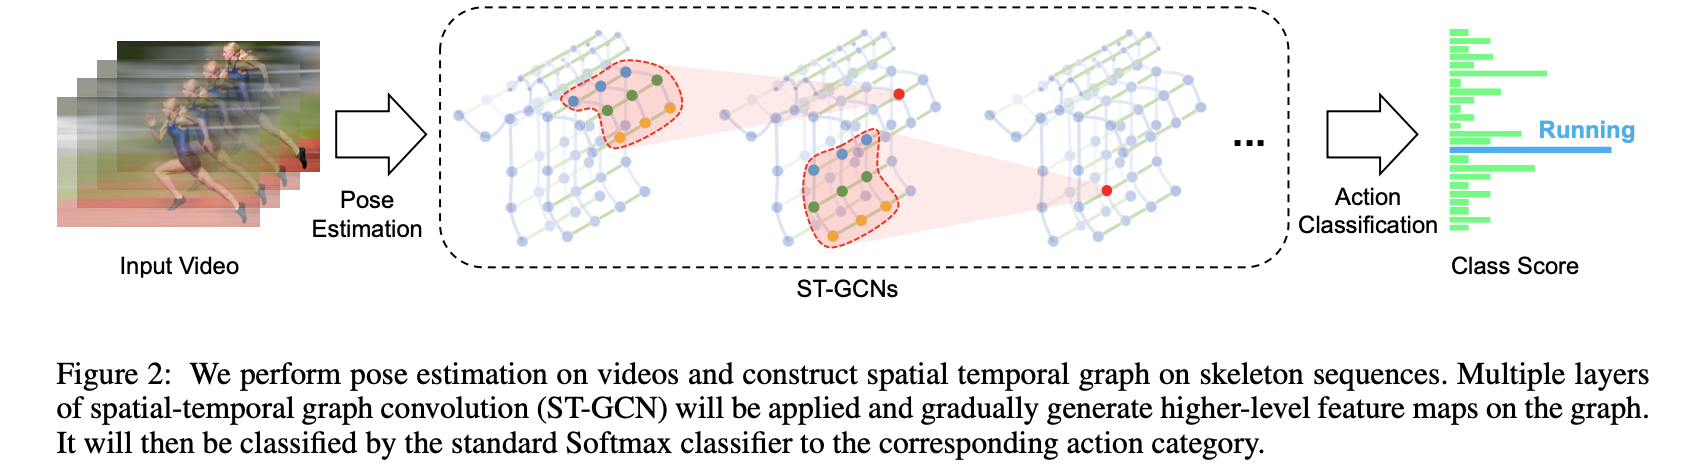 Input Video
Pose
Estimation
ST-GCNs
...
Action
Classification
Running
Class Score
Figure 2: We perform pose estimation on videos and construct spatial temporal graph on skeleton sequences. Multiple layers
of spatial-temporal graph convolution (ST-GCN) will be applied and gradually generate higher-level feature maps on the graph.
It will then be classified by the standard Softmax classifier to the corresponding action category.